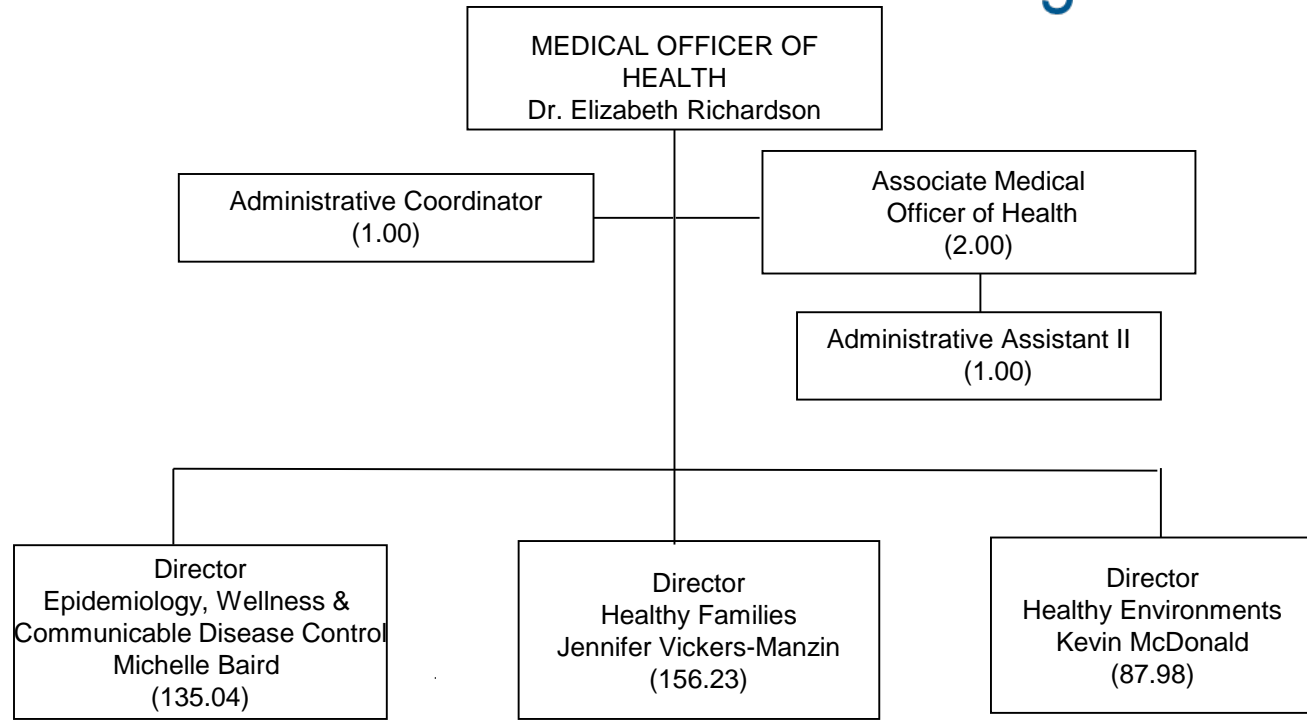 MEDICAL OFFICER OF
HEALTH
Dr. Elizabeth Richardson
Administrative Coordinator
(1.00)
Associate Medical
Officer of Health
(2.00)
Administrative Assistant II
(1.00)
Director
Epidemiology, Wellness &
Communicable Disease Control
Michelle Baird
(135.04)
Director
Healthy Families
Jennifer Vickers-Manzin
(156.23)
Director
Healthy Environments
Kevin McDonald
(87.98)